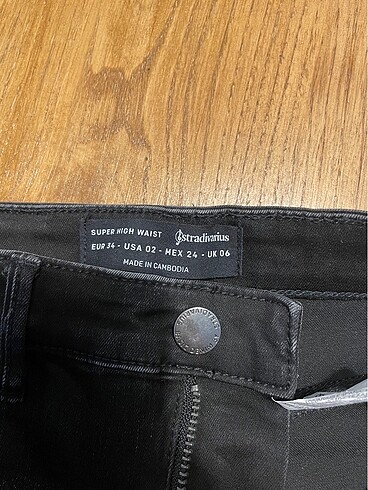 SUPER HIGH WAIST stradivarius
EUR 34 - USA 02 - MEX 24 - UK 06
MADE IN CAMBODIA